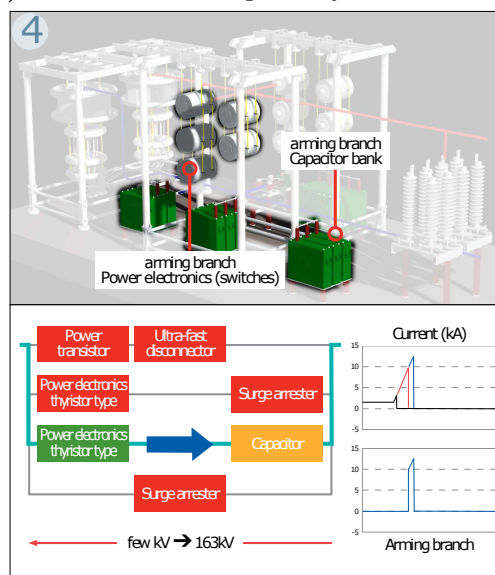 4
arming branch
Capacitor bank
arming branch
Power electronics (switches)
Power
transistor
Ultra-fast
disconnector
Current (kA)
15
10
5
0
-5
Power electronics
thyristor type
Surge arrester
Power electronics
thyristor type
Capacitor
Surge arrester
15
10
5
0
-5
few kV ➔ 163kV
Arming branch